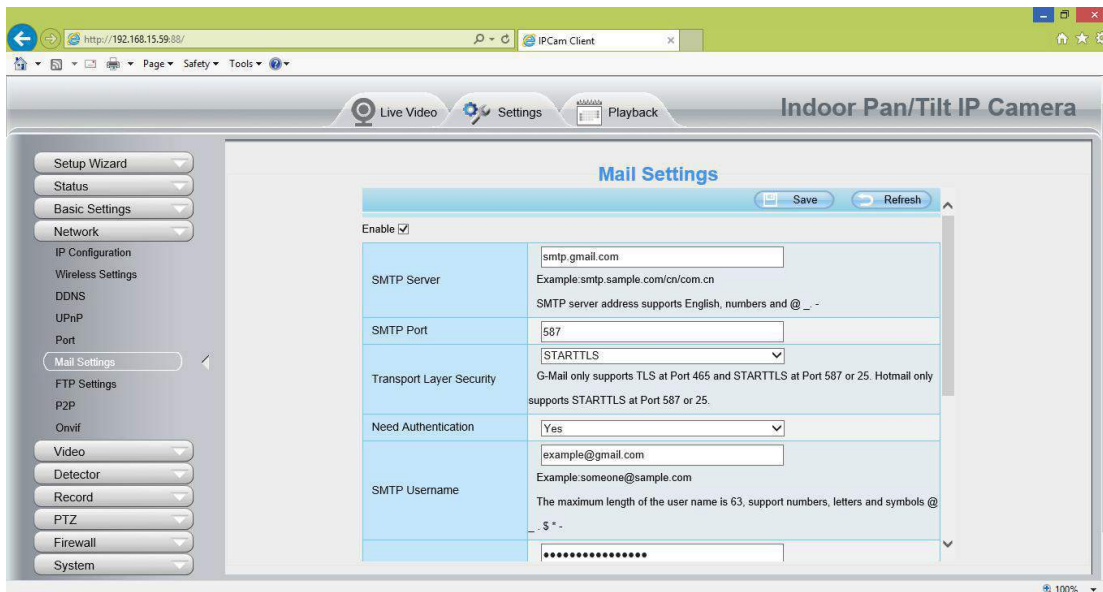 http://192.168.15.59:88/
IPCam Client
Page Safety Tools
Live Video Settings Playback
Indoor Pan/Tilt IP Camera
Setup Wizard
Status
Basic Settings
Network
IP Configuration
Wireless Settings
DDNS
UPnP
Port
Mail Settings
FTP Settings
P2P
Onvif
Video
Detector
Record
PTZ
Firewall
System
Mail Settings
Save Refresh
Enable
SMTP Server
smtp.gmail.com
Example:smtp.sample.com/cn/com.cn
SMTP server address supports English, numbers and @ _ . -
SMTP Port
587
Transport Layer Security
STARTTLS
G-Mail only supports TLS at Port 465 and STARTTLS at Port 587 or 25. Hotmail only
supports STARTTLS at Port 587 or 25.
Need Authentication
Yes
SMTP Username
example@gmail.com
Example:someone@sample.com
The maximum length of the user name is 63, support numbers, letters and symbols @
_ . $ * -
••••••••••••••••
100%